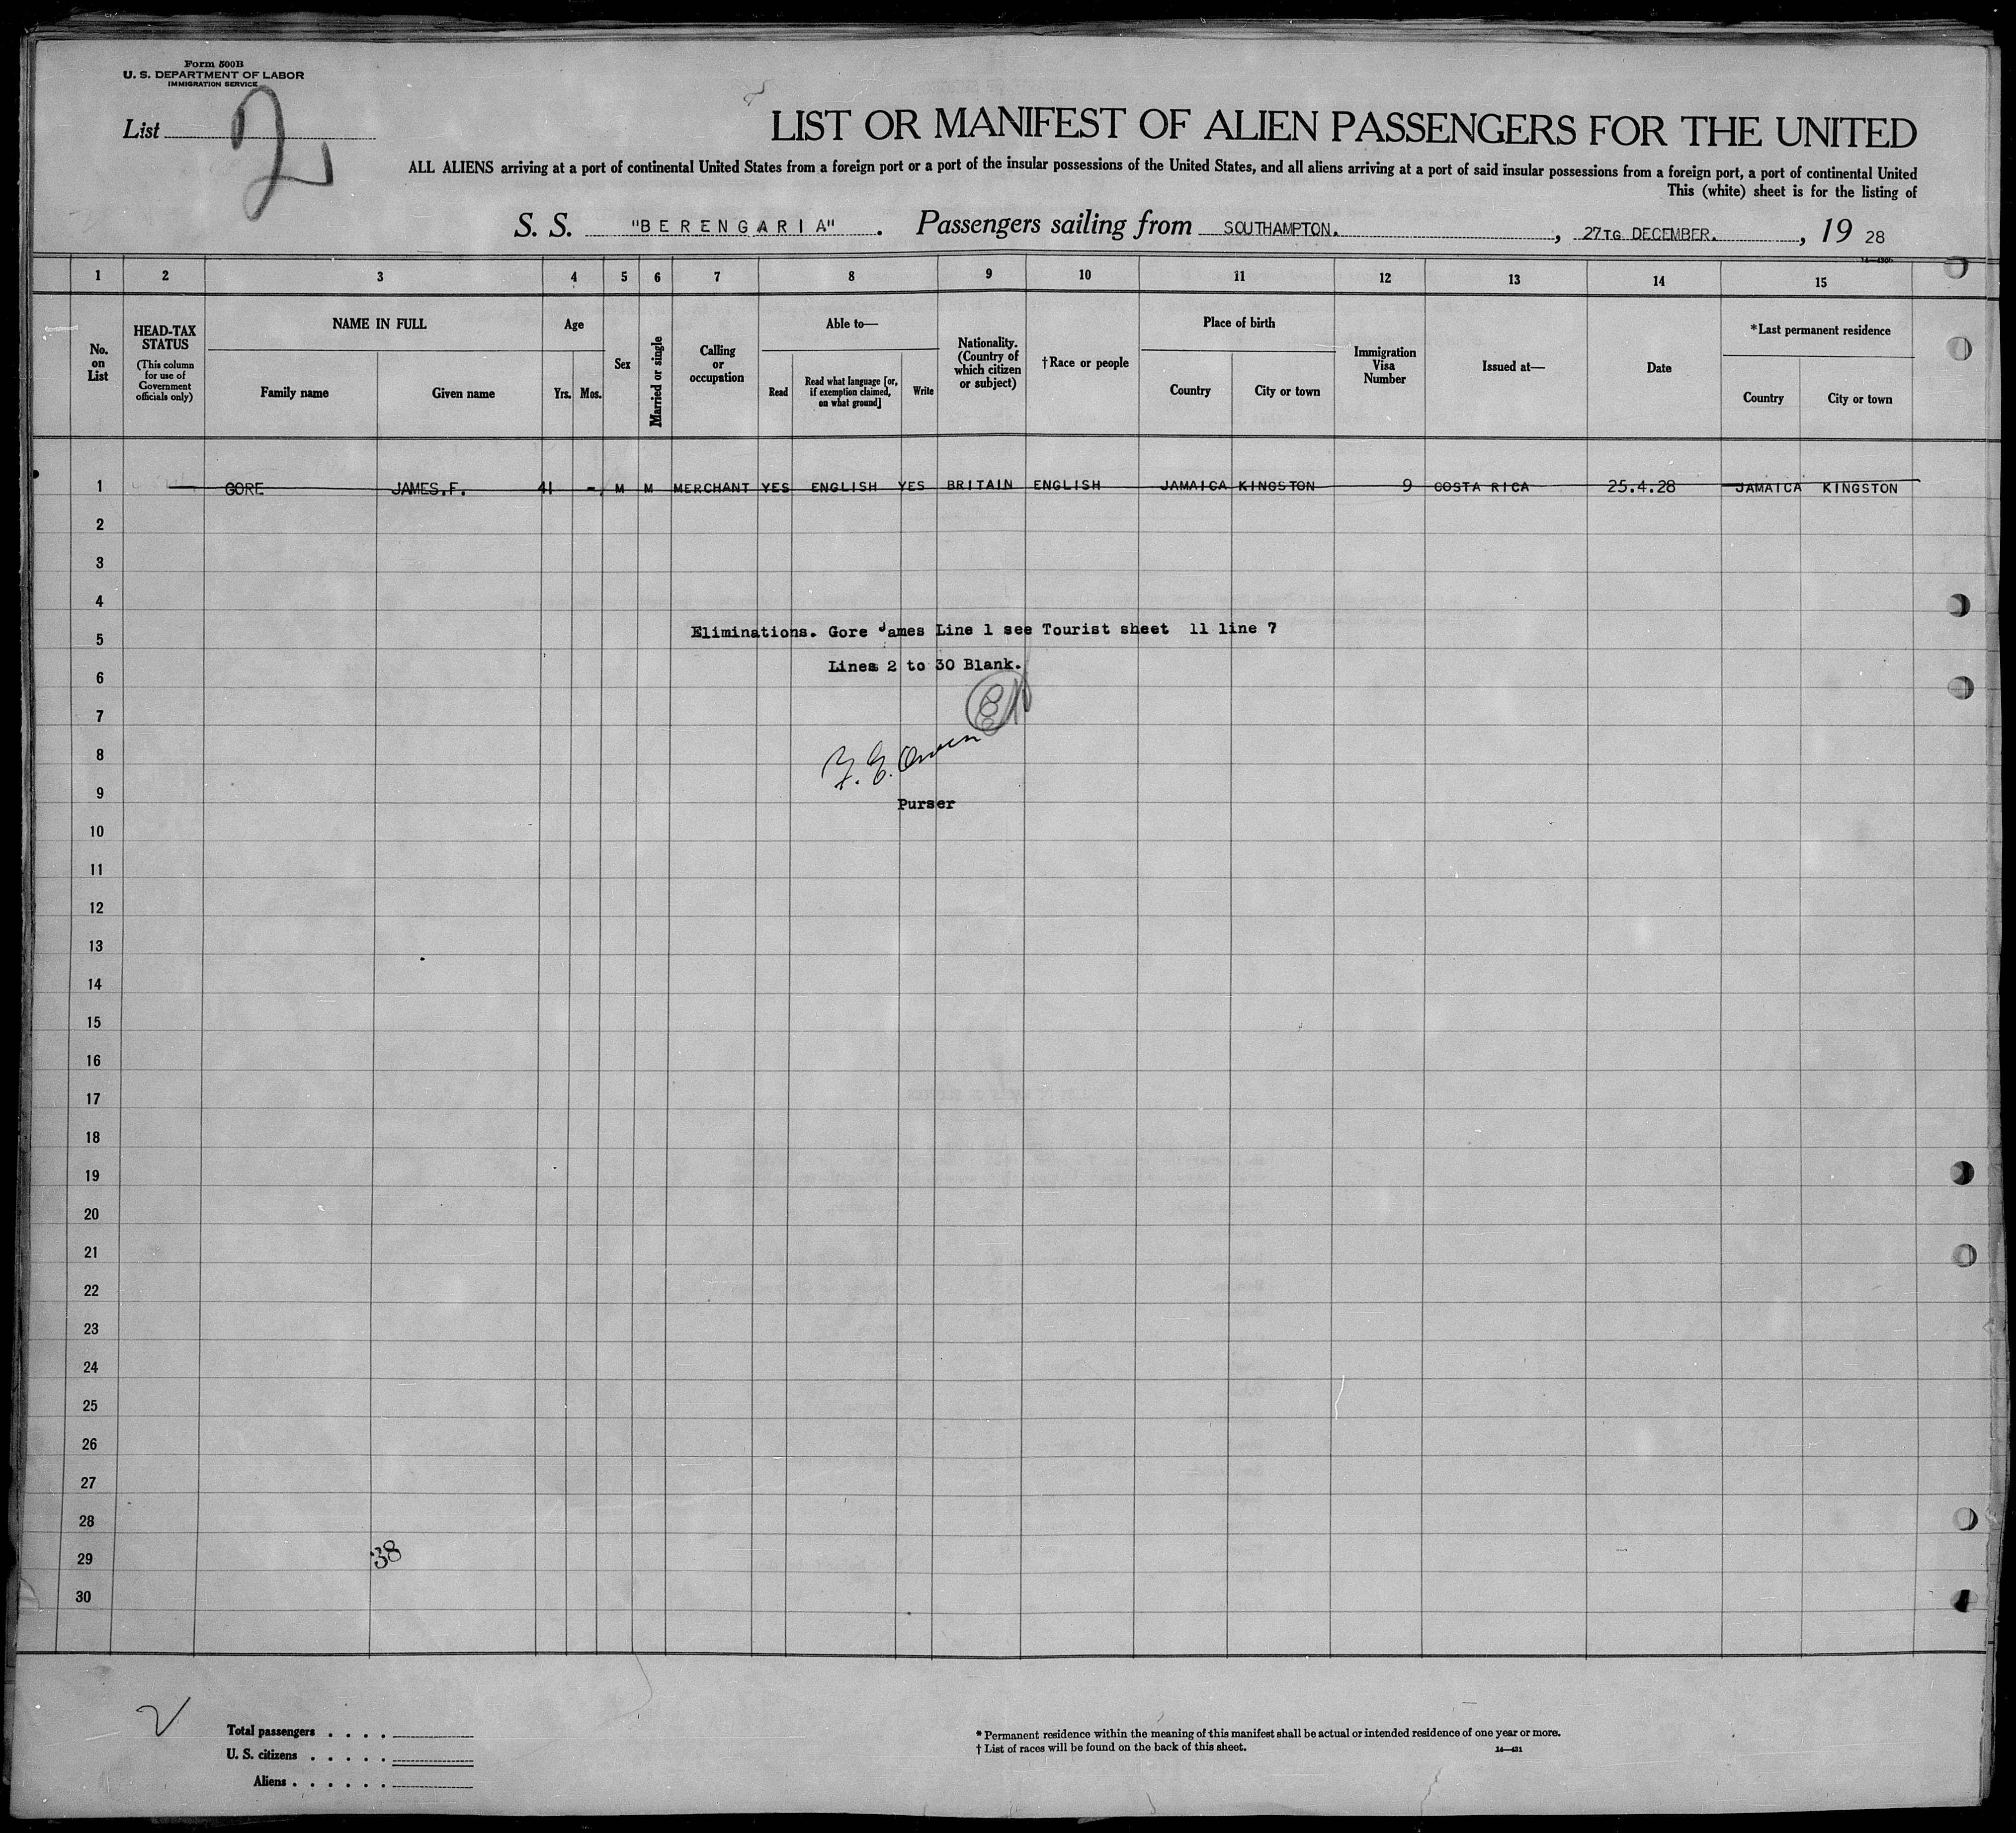 Form 500B
U. S. DEPARTMENT OF LABOR
IMMIGRATION SERVICE
List 2
LIST OR MANIFEST OF ALIEN PASSENGERS FOR THE UNITED
ALL ALIENS arriving at a port of continental United States from a foreign port or a port of the insular possessions of the United States, and all aliens arriving at a port of said insular possessions from a foreign port, a port of continental United
This (white) sheet is for the listing of
S. S. "BERENGARIA". Passengers sailing from SOUTHAMPTON. , 27TG DECEMBER. , 19 28
1 2 3 4 5 6 7 8 9 10 11 12 13 14 15
No. on List
HEAD-TAX STATUS
(This column for use of Government officials only)
NAME IN FULL
Family name
Given name
Age
Yrs. Mos.
Sex
Married or single
Calling or occupation
Able to—
Read
Read what language [or, if exemption claimed, on what ground]
Write
Nationality. (Country of which citizen or subject)
†Race or people
Place of birth
Country
City or town
Immigration Visa Number
Issued at—
Date
*Last permanent residence
Country
City or town
1 GORE JAMES.F. 41 - M M MERCHANT YES ENGLISH YES BRITAIN ENGLISH JAMAICA KINGSTON 9 COSTA RICA 25.4.28 JAMAICA KINGSTON
2
3
4
5 Eliminations. Gore James Line 1 see Tourist sheet 11 line 7
Lines 2 to 30 Blank.
6
7
8
9
Purser
10
11
12
13
14
15
16
17
18
19
20
21
22
23
24
25
26
27
28
29 38
30
2
Total passengers . . . .
U. S. citizens . . . . .
Aliens . . . . . .
* Permanent residence within the meaning of this manifest shall be actual or intended residence of one year or more.
† List of races will be found on the back of this sheet.
14—421